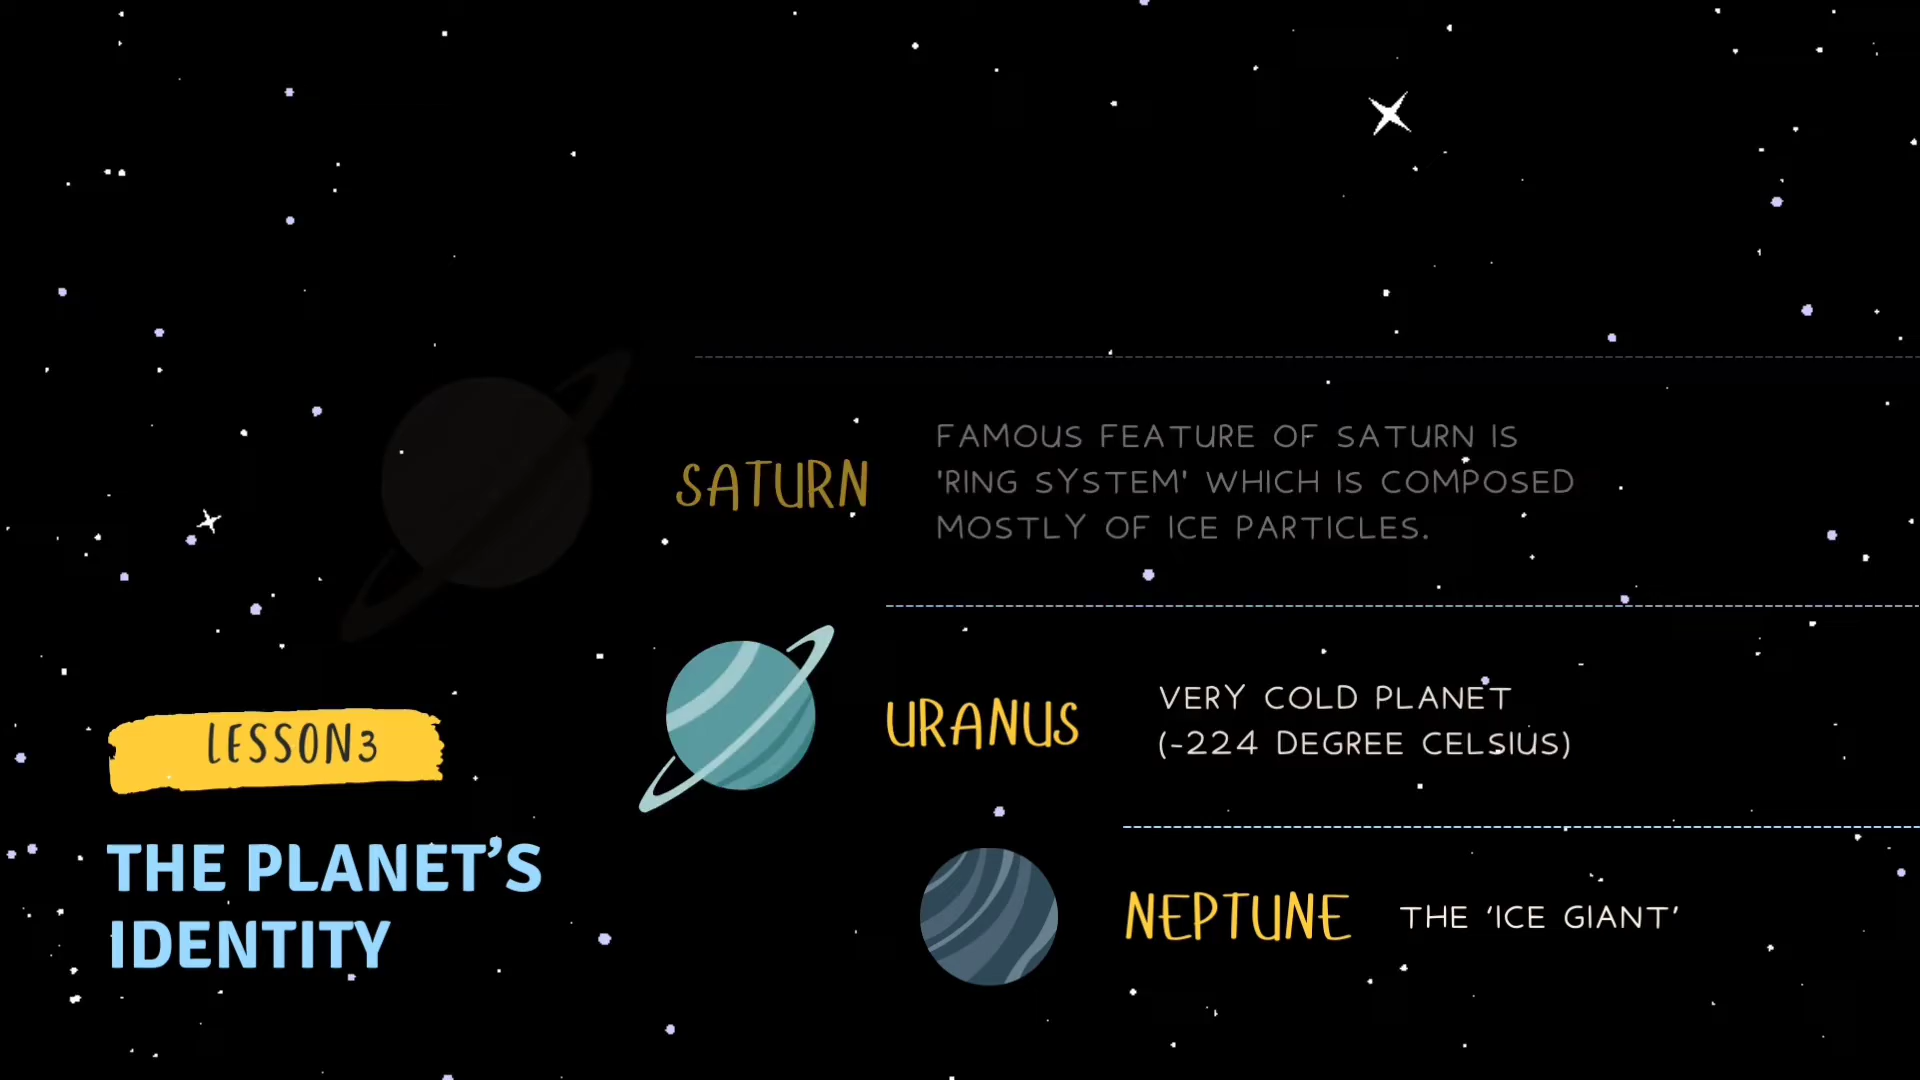 SATURN
FAMOUS FEATURE OF SATURN IS
'RING SYSTEM' WHICH IS COMPOSED
MOSTLY OF ICE PARTICLES.
URANUS
VERY COLD PLANET
(-224 DEGREE CELSIUS)
NEPTUNE
THE ‘ICE GIANT’
LESSON3
THE PLANET’S
IDENTITY